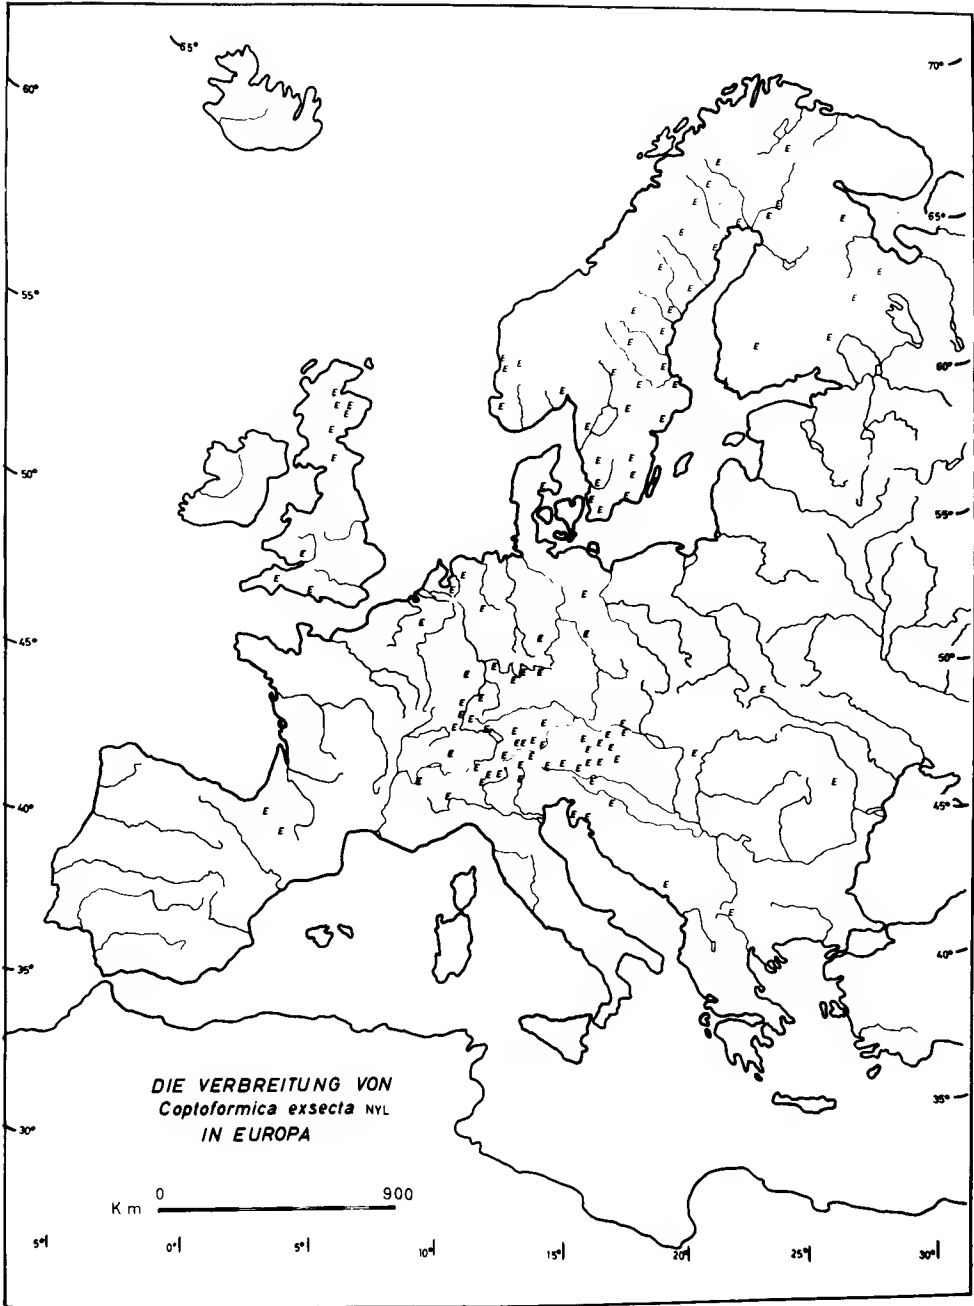 65°
70°
60°
65°
55°
60°
50°
55°
45°
50°
40°
45°
35°
40°
35°
30°
E E E E E E E E E E E E E E E E E E E E
DIE VERBREITUNG VON
Coptoformica exsecta NYL
IN EUROPA
0 900
Km
5° 0° 5° 10° 15° 20° 25° 30°